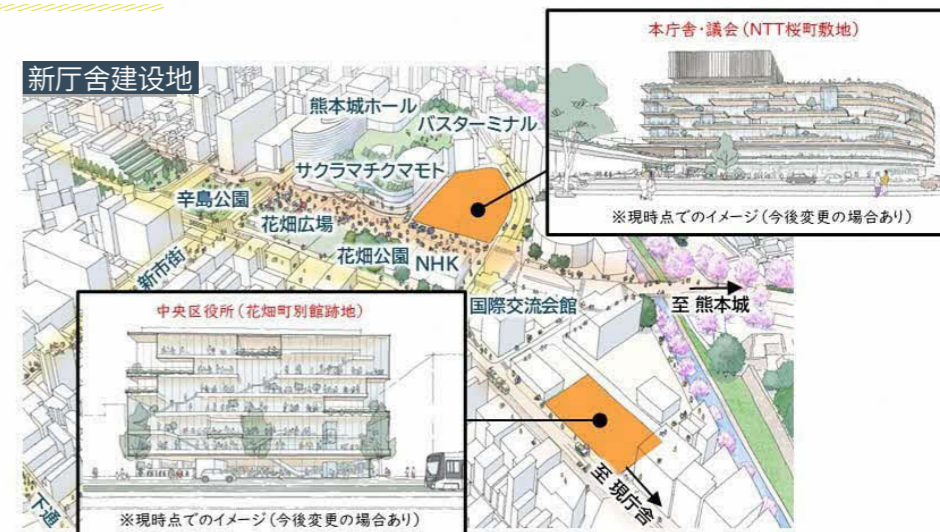 新庁舎建設地
本庁舎・議会(NTT桜町敷地)
※現時点でのイメージ(今後変更の場合あり)
熊本城ホール
バスターミナル
サクラマチクマモト
辛島公園
花畑広場
花畑公園
NHK
新市街
国際交流会館
至 熊本城
中央区役所(花畑町別館跡地)
※現時点でのイメージ(今後変更の場合あり)
至 現庁舎
下通